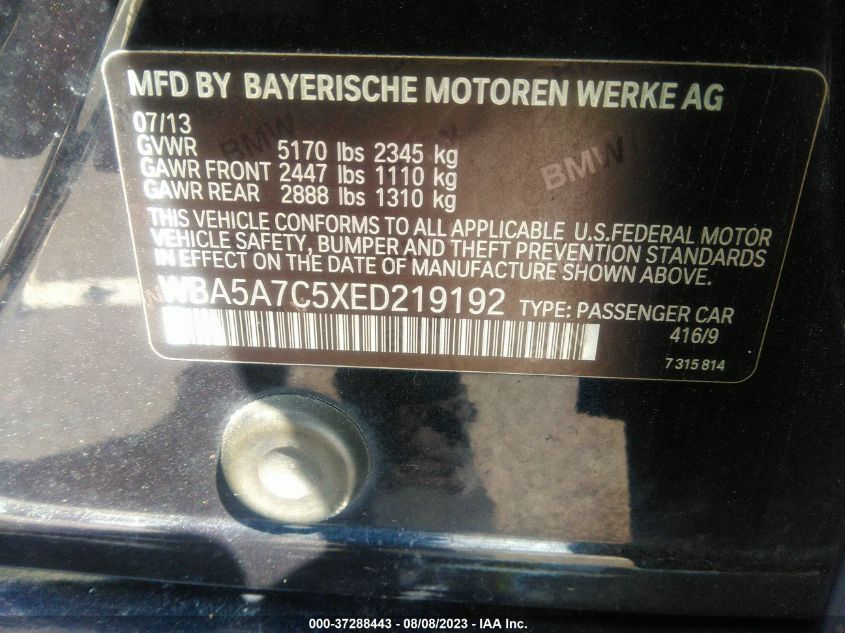 MFD BY BAYERISCHE MOTOREN WERKE AG
07/13
GVWR 5170 lbs 2345 kg
GAWR FRONT 2447 lbs 1110 kg
GAWR REAR 2888 lbs 1310 kg
THIS VEHICLE CONFORMS TO ALL APPLICABLE U.S.FEDERAL MOTOR
VEHICLE SAFETY, BUMPER AND THEFT PREVENTION STANDARDS
IN EFFECT ON THE DATE OF MANUFACTURE SHOWN ABOVE.
WBA5A7C5XED219192 TYPE: PASSENGER CAR
416/9
7 315 814
BMW
BMW
000-37288443 - 08/08/2023 - IAA Inc.